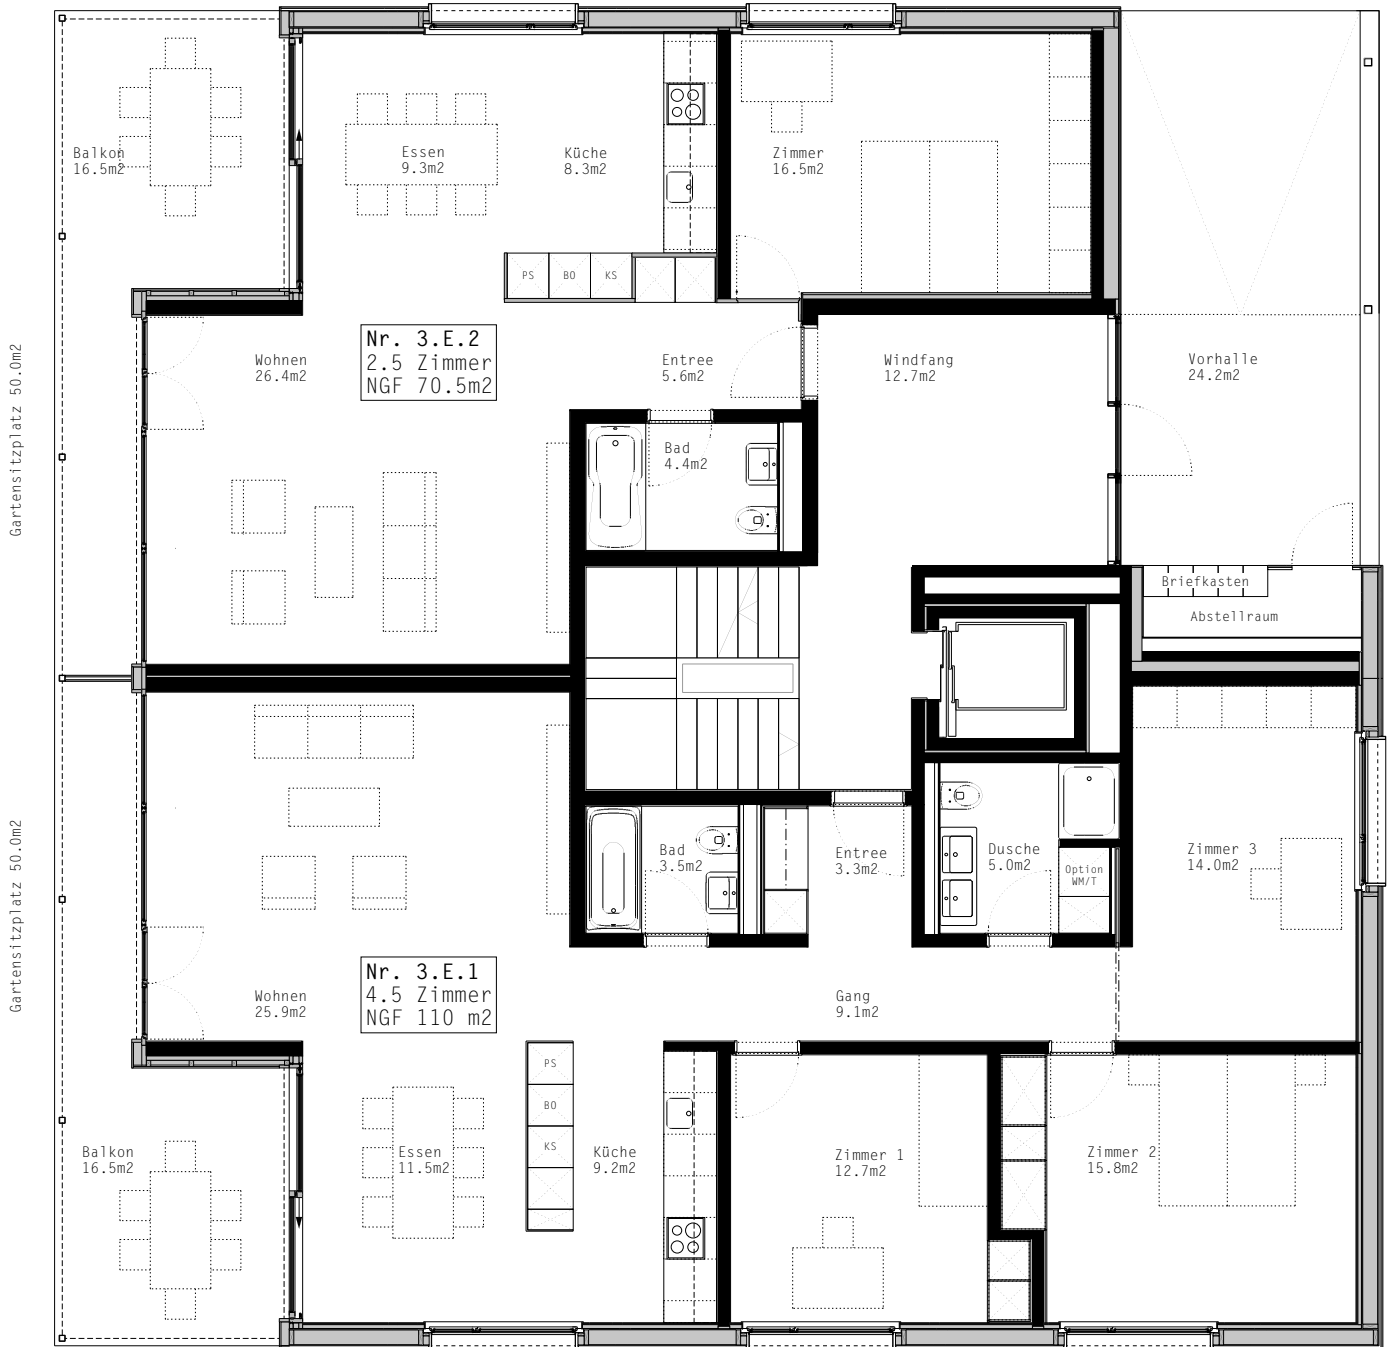 Balkon
16.5m2
Essen
9.3m2
Küche
8.3m2
Zimmer
16.5m2
PS
BO
KS
Gartensitzplatz 50.0m2
Wohnen
26.4m2
Nr. 3.E.2
2.5 Zimmer
NGF 70.5m2
Entree
5.6m2
Windfang
12.7m2
Vorhalle
24.2m2
Bad
4.4m2
Briefkasten
Abstellraum
Gartensitzplatz 50.0m2
Bad
3.5m2
Entree
3.3m2
Dusche
5.0m2
Option
WM/T
Zimmer 3
14.0m2
Wohnen
25.9m2
Nr. 3.E.1
4.5 Zimmer
NGF 110 m2
Gang
9.1m2
PS
BO
KS
Balkon
16.5m2
Essen
11.5m2
Küche
9.2m2
Zimmer 1
12.7m2
Zimmer 2
15.8m2